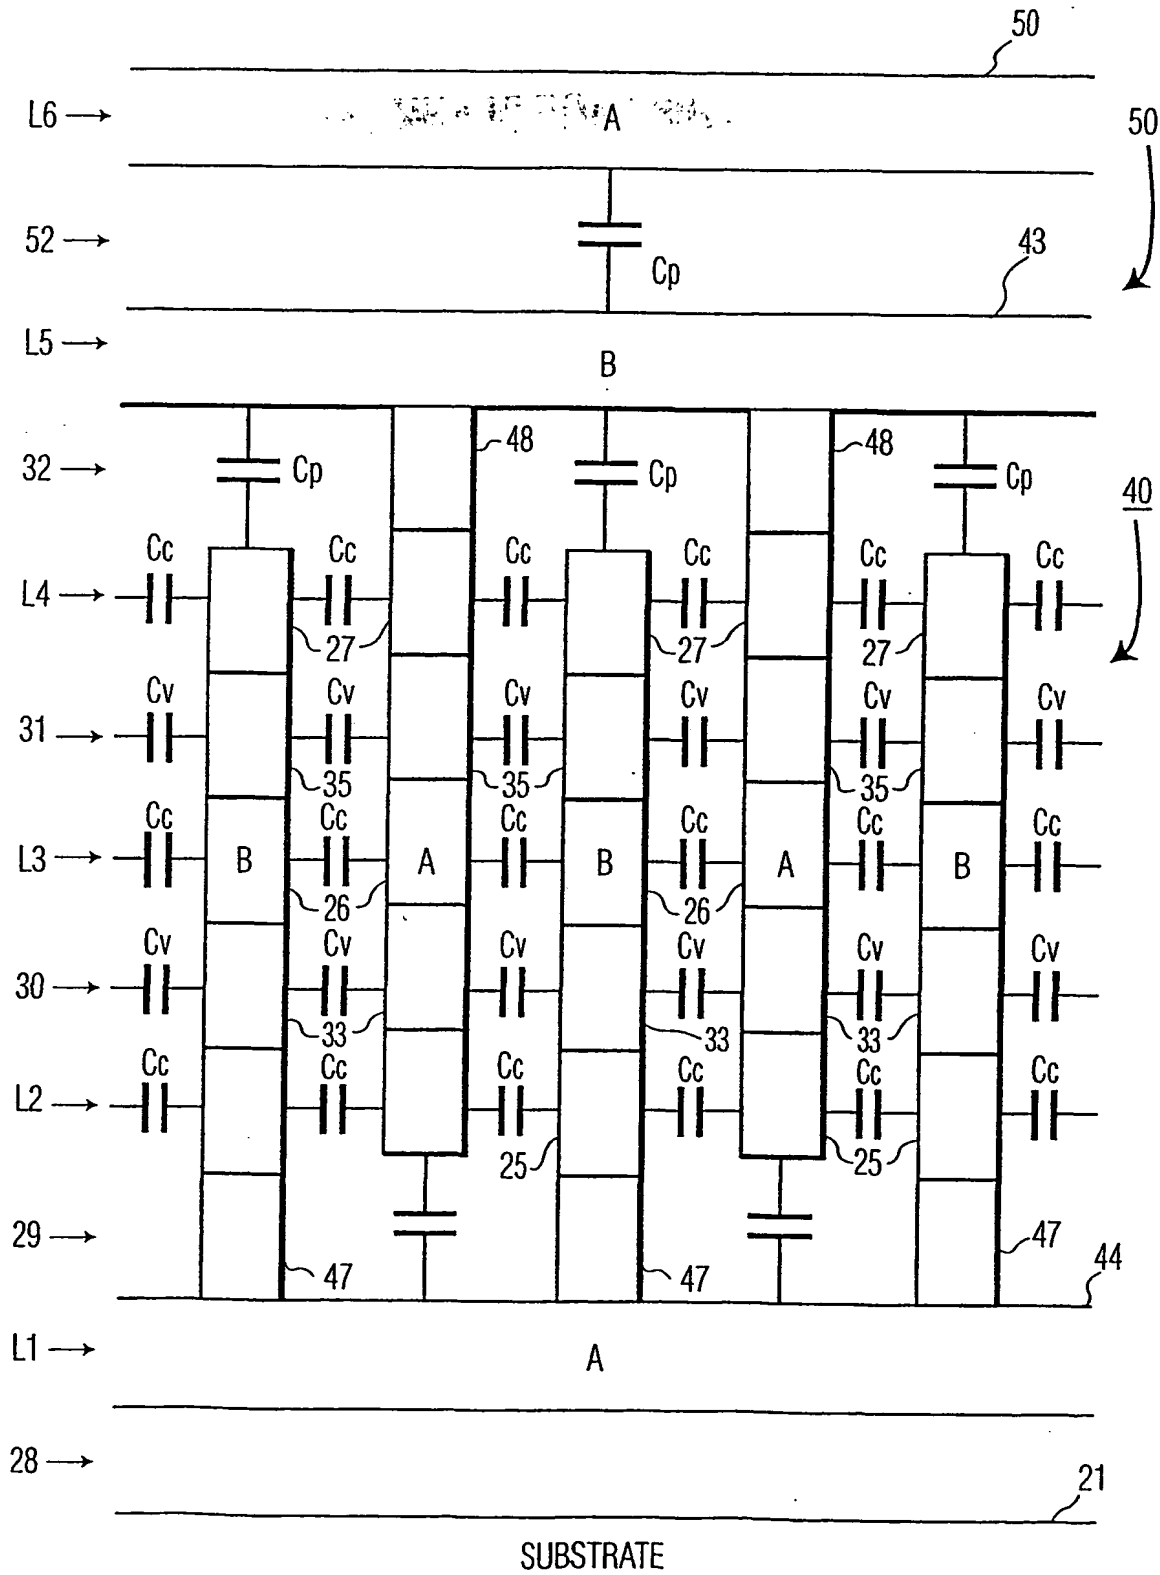 50
L6 → A
50
52 →
Cp
43
L5 →
B
48
48
32 →
Cp
Cp
Cp
40
Cc Cc Cc Cc Cc Cc
L4 →
27 27 27
Cv Cv Cv Cv Cv Cv
31 →
35 35 35
Cc Cc Cc Cc Cc Cc
L3 → B A B A B
26 26
Cv Cv Cv Cv Cv Cv
30 →
33 33 33
Cc Cc Cc Cc Cc Cc
L2 →
25 25
29 →
47 47 47
44
L1 →
A
28 →
21
SUBSTRATE